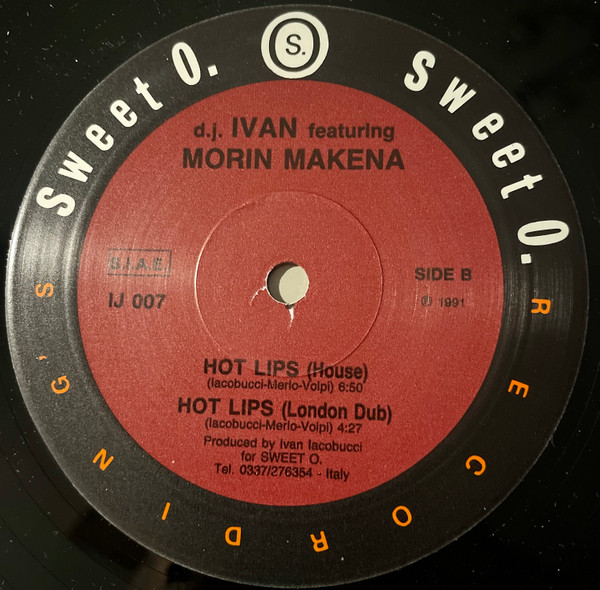 Sweet O.
S.
Sweet O.
RECORDING'S
d.j. IVAN featuring
MORIN MAKENA
S.I.A.E.
IJ 007
SIDE B
℗ 1991
HOT LIPS (House)
(Iacobucci-Merlo-Volpi) 6:50
HOT LIPS (London Dub)
(Iacobucci-Merlo-Volpi) 4:27
Produced by Ivan Iacobucci
for SWEET O.
Tel. 0337/276354 - Italy